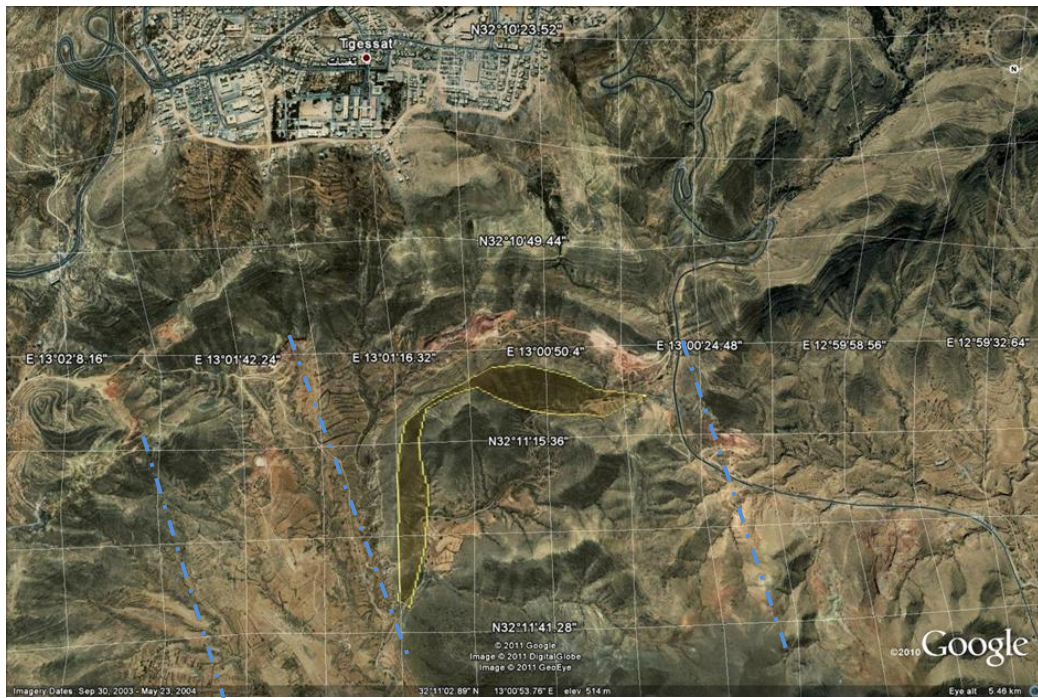 N32°10'23.52"
Tgessat
تغسات
N
N32°10'49.44"
E 13°02'8.16"
E 13°01'42.24"
E 13°01'16.32"
E 13°00'50.4"
E 13°00'24.48"
E 12°59'58.56"
E 12°59'32.64"
N32°11'15.36"
N32°11'41.28"
© 2011 Google
Image © 2011 DigitalGlobe
Image © 2011 GeoEye
©2010 Google
Imagery Dates: Sep 30, 2003 - May 23, 2004
32°11'02.89" N 13°00'53.76" E elev 514 m
Eye alt 5.46 km